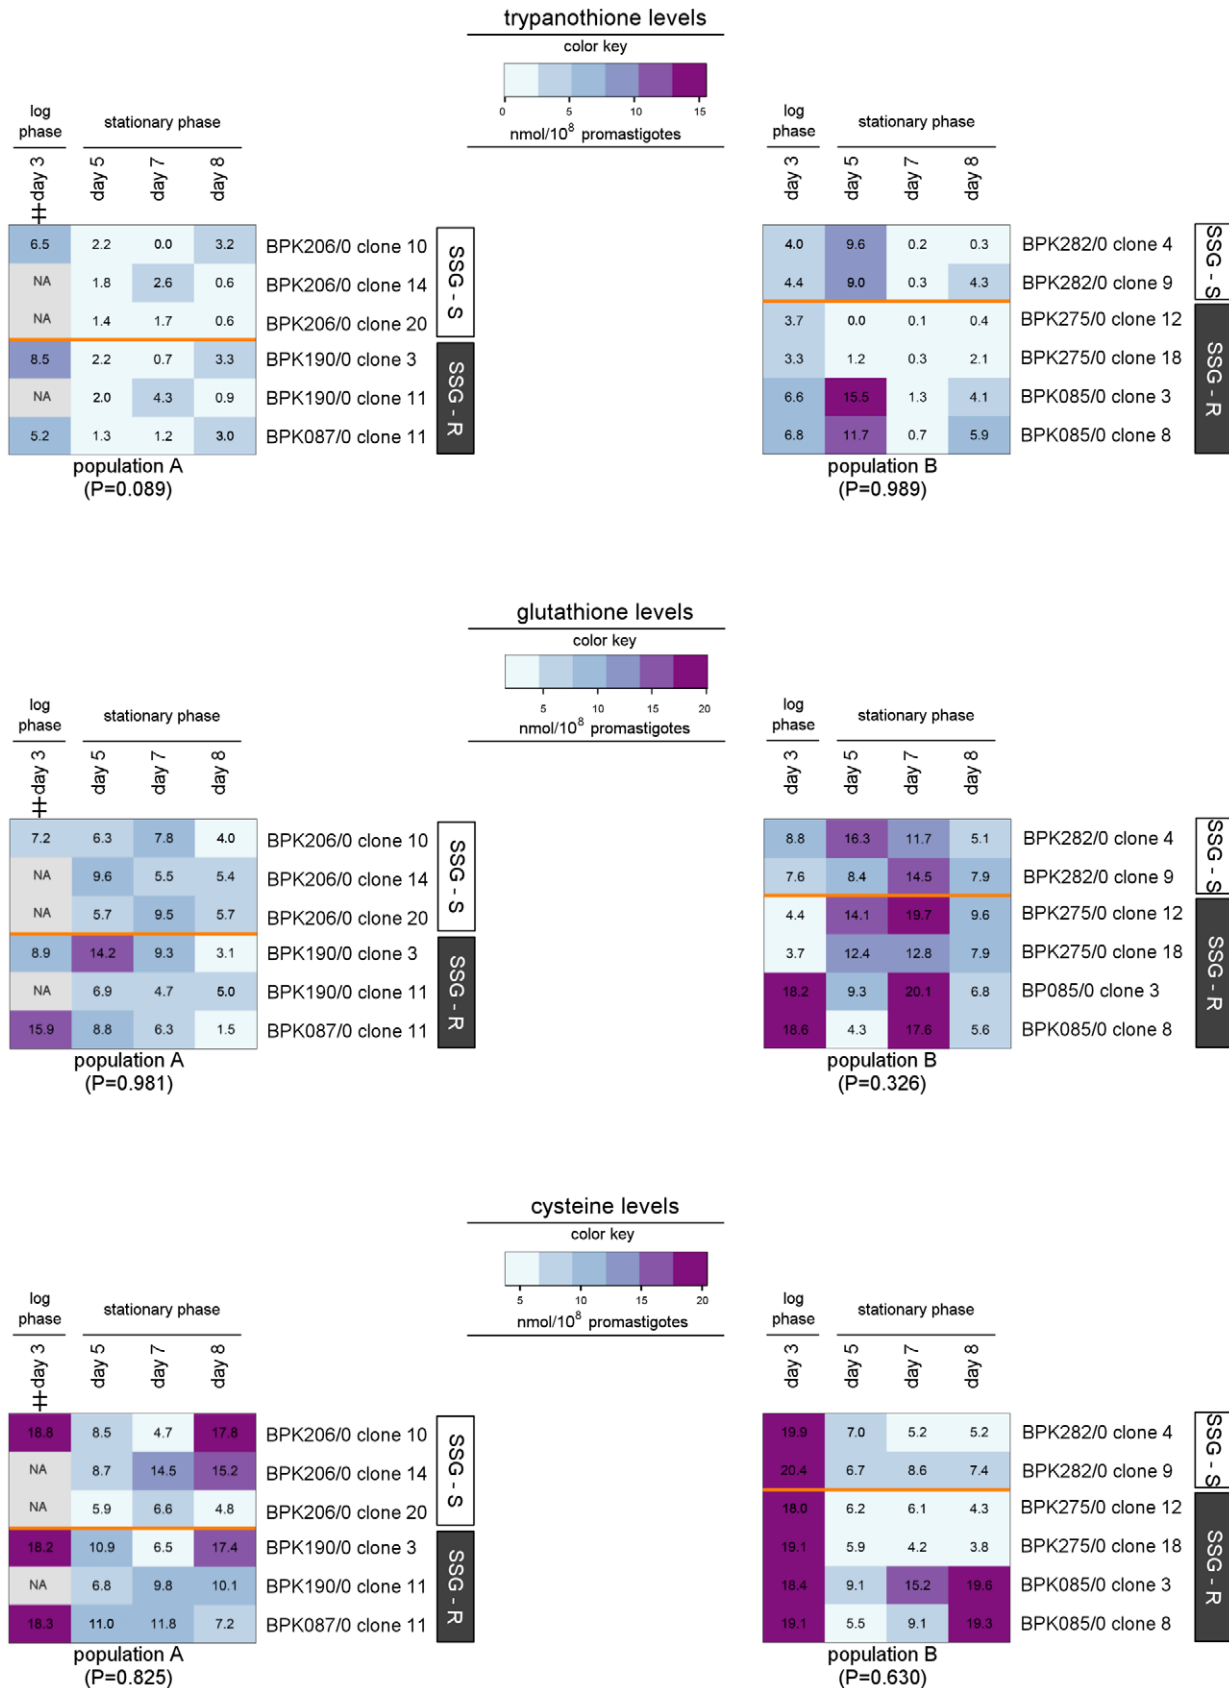 trypanothione levels
color key
0 5 10 15
nmol/10⁸ promastigotes
log phase
stationary phase
ǂ day 3
day 5
day 7
day 8
6.5 2.2 0.0 3.2 BPK206/0 clone 10
NA 1.8 2.6 0.6 BPK206/0 clone 14
NA 1.4 1.7 0.6 BPK206/0 clone 20
8.5 2.2 0.7 3.3 BPK190/0 clone 3
NA 2.0 4.3 0.9 BPK190/0 clone 11
5.2 1.3 1.2 3.0 BPK087/0 clone 11
SSG - S
SSG - R
population A
(P=0.089)
log phase
stationary phase
day 3
day 5
day 7
day 8
4.0 9.6 0.2 0.3 BPK282/0 clone 4
4.4 9.0 0.3 4.3 BPK282/0 clone 9
3.7 0.0 0.1 0.4 BPK275/0 clone 12
3.3 1.2 0.3 2.1 BPK275/0 clone 18
6.6 15.5 1.3 4.1 BPK085/0 clone 3
6.8 11.7 0.7 5.9 BPK085/0 clone 8
SSG - S
SSG - R
population B
(P=0.989)
glutathione levels
color key
5 10 15 20
nmol/10⁸ promastigotes
log phase
stationary phase
ǂ day 3
day 5
day 7
day 8
7.2 6.3 7.8 4.0 BPK206/0 clone 10
NA 9.6 5.5 5.4 BPK206/0 clone 14
NA 5.7 9.5 5.7 BPK206/0 clone 20
8.9 14.2 9.3 3.1 BPK190/0 clone 3
NA 6.9 4.7 5.0 BPK190/0 clone 11
15.9 8.8 6.3 1.5 BPK087/0 clone 11
SSG - S
SSG - R
population A
(P=0.981)
log phase
stationary phase
day 3
day 5
day 7
day 8
8.8 16.3 11.7 5.1 BPK282/0 clone 4
7.6 8.4 14.5 7.9 BPK282/0 clone 9
4.4 14.1 19.7 9.6 BPK275/0 clone 12
3.7 12.4 12.8 7.9 BPK275/0 clone 18
18.2 9.3 20.1 6.8 BP085/0 clone 3
18.6 4.3 17.6 5.6 BPK085/0 clone 8
SSG - S
SSG - R
population B
(P=0.326)
cysteine levels
color key
5 10 15 20
nmol/10⁸ promastigotes
log phase
stationary phase
ǂ day 3
day 5
day 7
day 8
18.8 8.5 4.7 17.8 BPK206/0 clone 10
NA 8.7 14.5 15.2 BPK206/0 clone 14
NA 5.9 6.6 4.8 BPK206/0 clone 20
18.2 10.9 6.5 17.4 BPK190/0 clone 3
NA 6.8 9.8 10.1 BPK190/0 clone 11
18.3 11.0 11.8 7.2 BPK087/0 clone 11
SSG - S
SSG - R
population A
(P=0.825)
log phase
stationary phase
day 3
day 5
day 7
day 8
19.9 7.0 5.2 5.2 BPK282/0 clone 4
20.4 6.7 8.6 7.4 BPK282/0 clone 9
18.0 6.2 6.1 4.3 BPK275/0 clone 12
19.1 5.9 4.2 3.8 BPK275/0 clone 18
18.4 9.1 15.2 19.6 BPK085/0 clone 3
19.1 5.5 9.1 19.3 BPK085/0 clone 8
SSG - S
SSG - R
population B
(P=0.630)